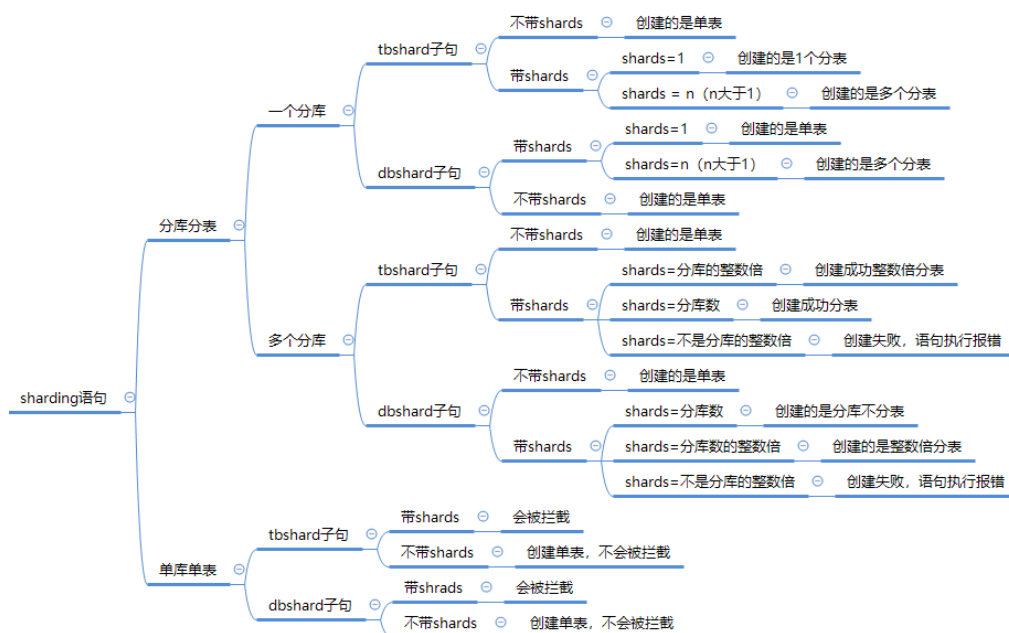 不带shards
创建的是单表
tbshard子句
shards=1
创建的是1个分表
带shards
shards = n（n大于1）
创建的是多个分表
一个分库
shards=1
创建的是单表
带shards
shards=n（n大于1）
创建的是多个分表
dbshard子句
不带shards
创建的是单表
分库分表
不带shards
创建的是单表
tbshard子句
shards=分库的整数倍
创建成功整数倍分表
带shards
shards=分库数
创建成功分表
shards=不是分库的整数倍
创建失败，语句执行报错
多个分库
不带shards
创建的是单表
dbshard子句
shards=分库数
创建的是分库不分表
带shards
shards=分库数的整数倍
创建的是整数倍分表
shards=不是分库的整数倍
创建失败，语句执行报错
sharding语句
带shards
会被拦截
tbshard子句
不带shards
创建单表，不会被拦截
单库单表
带shrads
会被拦截
dbshard子句
不带shards
创建单表，不会被拦截